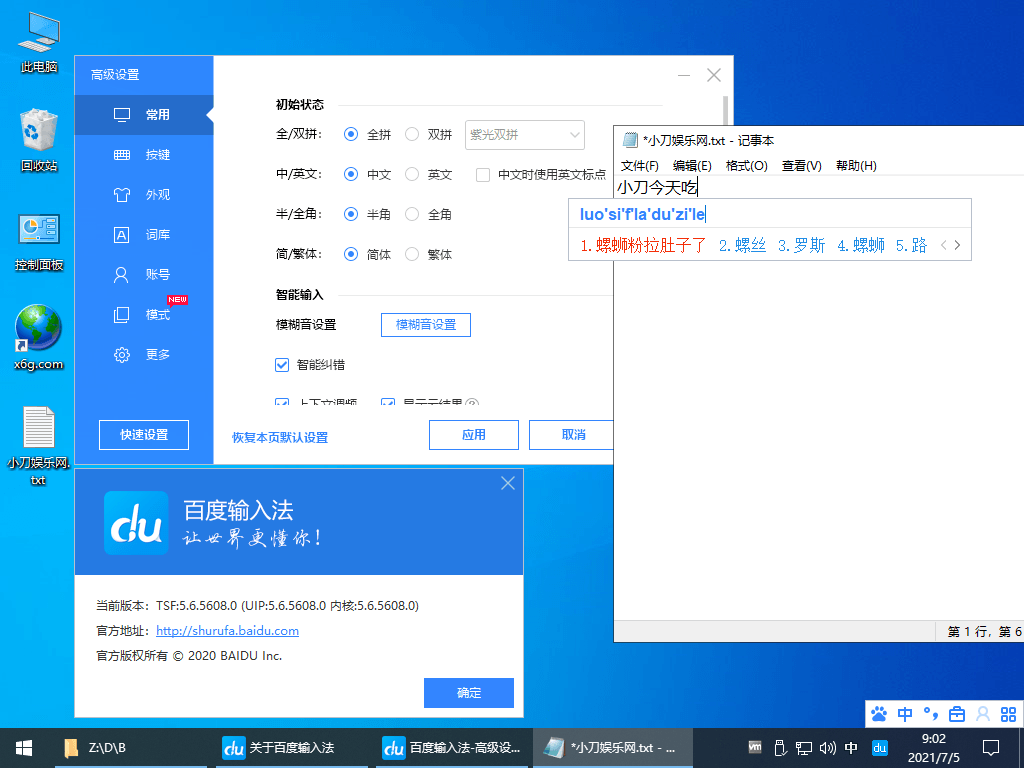 此电脑
回收站
控制面板
x6g.com
小刀娱乐网.
txt
高级设置
常用
按键
外观
词库
账号
NEW
模式
更多
快速设置
初始状态
全/双拼: 全拼 双拼 紫光双拼
中/英文: 中文 英文 中文时使用英文标点
半/全角: 半角 全角
简/繁体: 简体 繁体
智能输入
模糊音设置 模糊音设置
智能纠错
上下文调频 显示云结果
恢复本页默认设置 应用 取消
*小刀娱乐网.txt - 记事本
文件(F) 编辑(E) 格式(O) 查看(V) 帮助(H)
小刀今天吃
luo'si'f'la'du'zi'le
1.螺蛳粉拉肚子了 2.螺丝 3.罗斯 4.螺蛳 5.路
第 1 行, 第 6
du 百度输入法
让世界更懂你!
当前版本: TSF:5.6.5608.0 (UIP:5.6.5608.0 内核:5.6.5608.0)
官方地址: http://shurufa.baidu.com
官方版权所有 © 2020 BAIDU Inc.
确定
中
Z:\D\B
du 关于百度输入法
du 百度输入法-高级设...
*小刀娱乐网.txt - ...
vm 中 du
9:02
2021/7/5